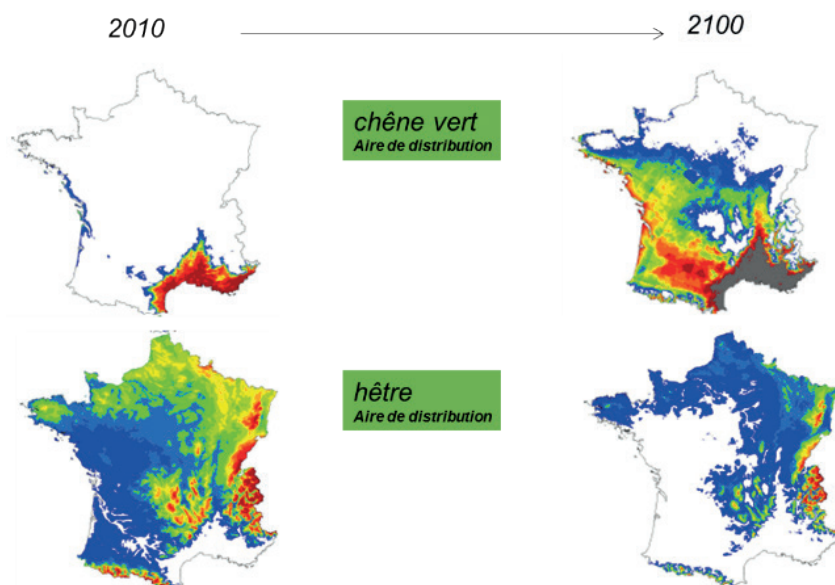 2010
2100
chêne vert
Aire de distribution
hêtre
Aire de distribution